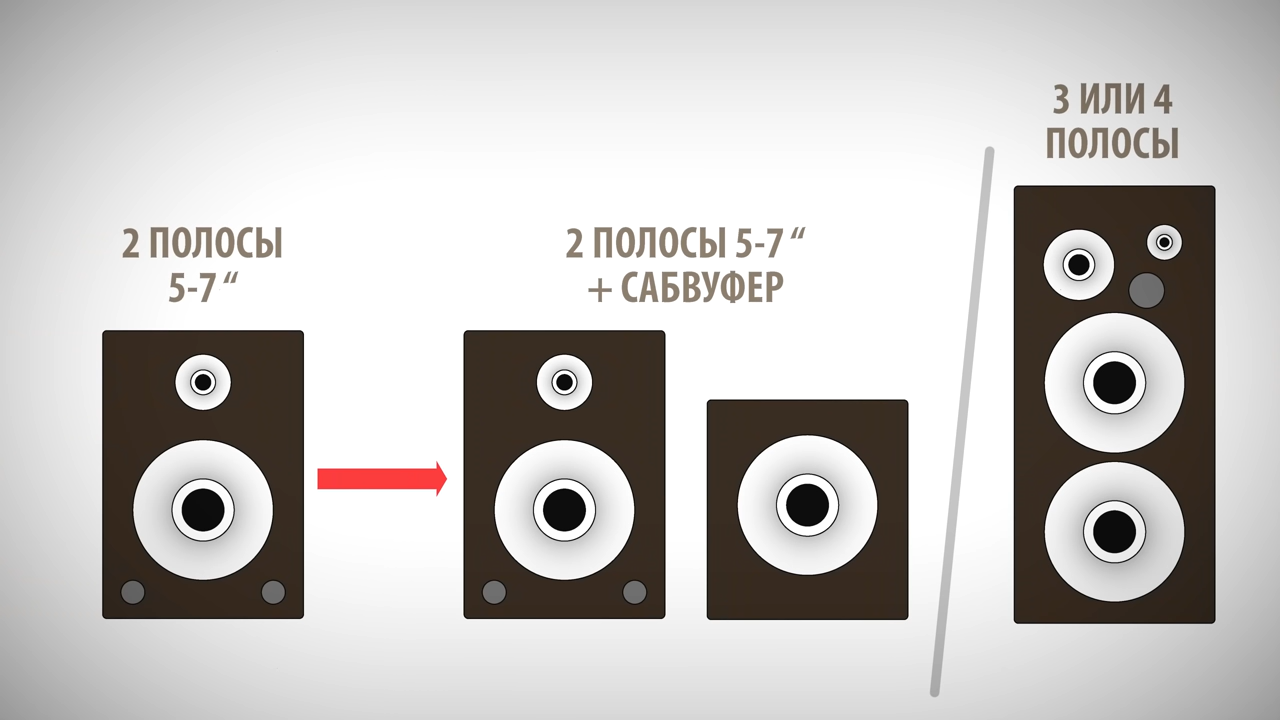 2 ПОЛОСЫ
5-7 “
2 ПОЛОСЫ 5-7 “
+ САБВУФЕР
3 ИЛИ 4
ПОЛОСЫ